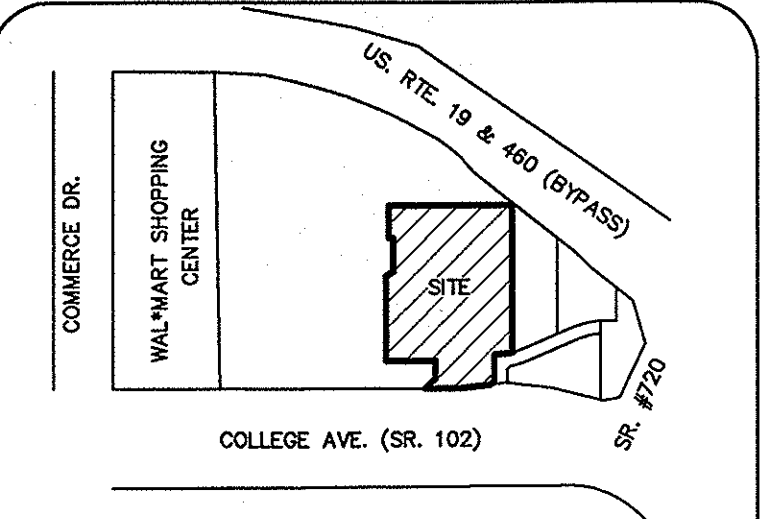 US. RTE. 19 & 460 (BYPASS)
COMMERCE DR.
WAL*MART SHOPPING
CENTER
SITE
SR. #720
COLLEGE AVE. (SR. 102)